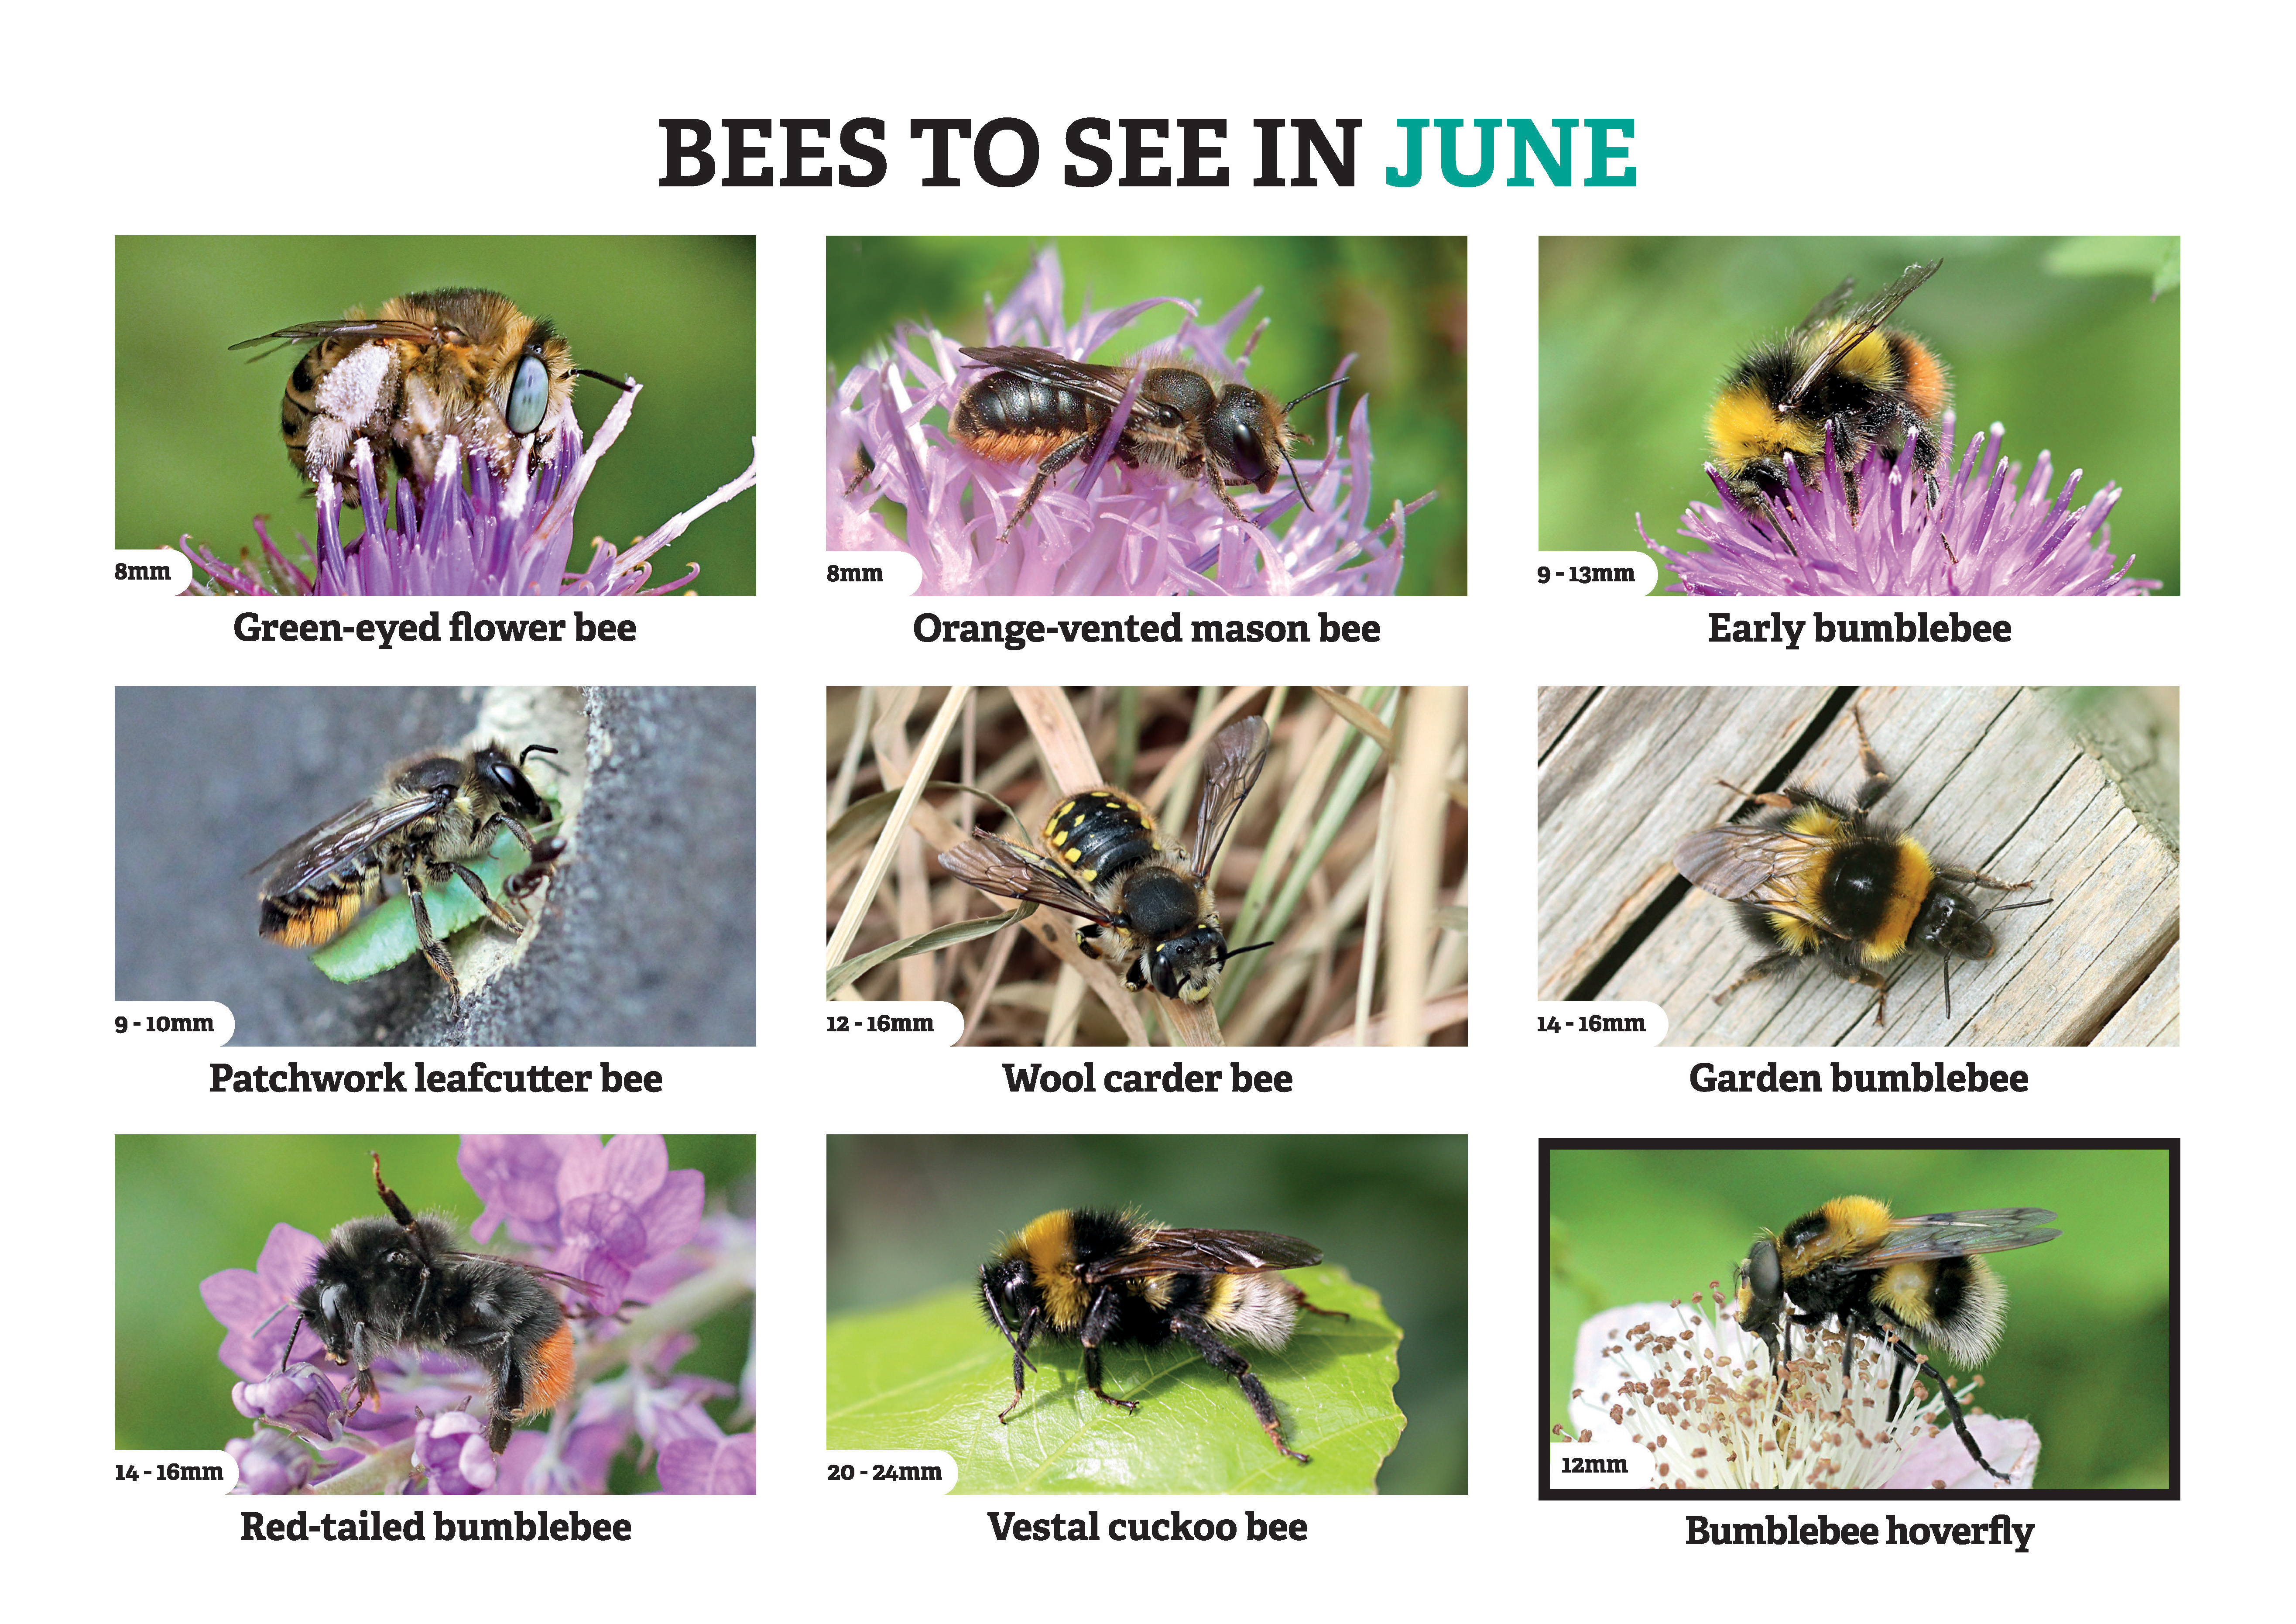 BEES TO SEE IN JUNE
8mm
Green-eyed flower bee
8mm
Orange-vented mason bee
9 - 13mm
Early bumblebee
9 - 10mm
Patchwork leafcutter bee
12 - 16mm
Wool carder bee
14 - 16mm
Garden bumblebee
14 - 16mm
Red-tailed bumblebee
20 - 24mm
Vestal cuckoo bee
12mm
Bumblebee hoverfly